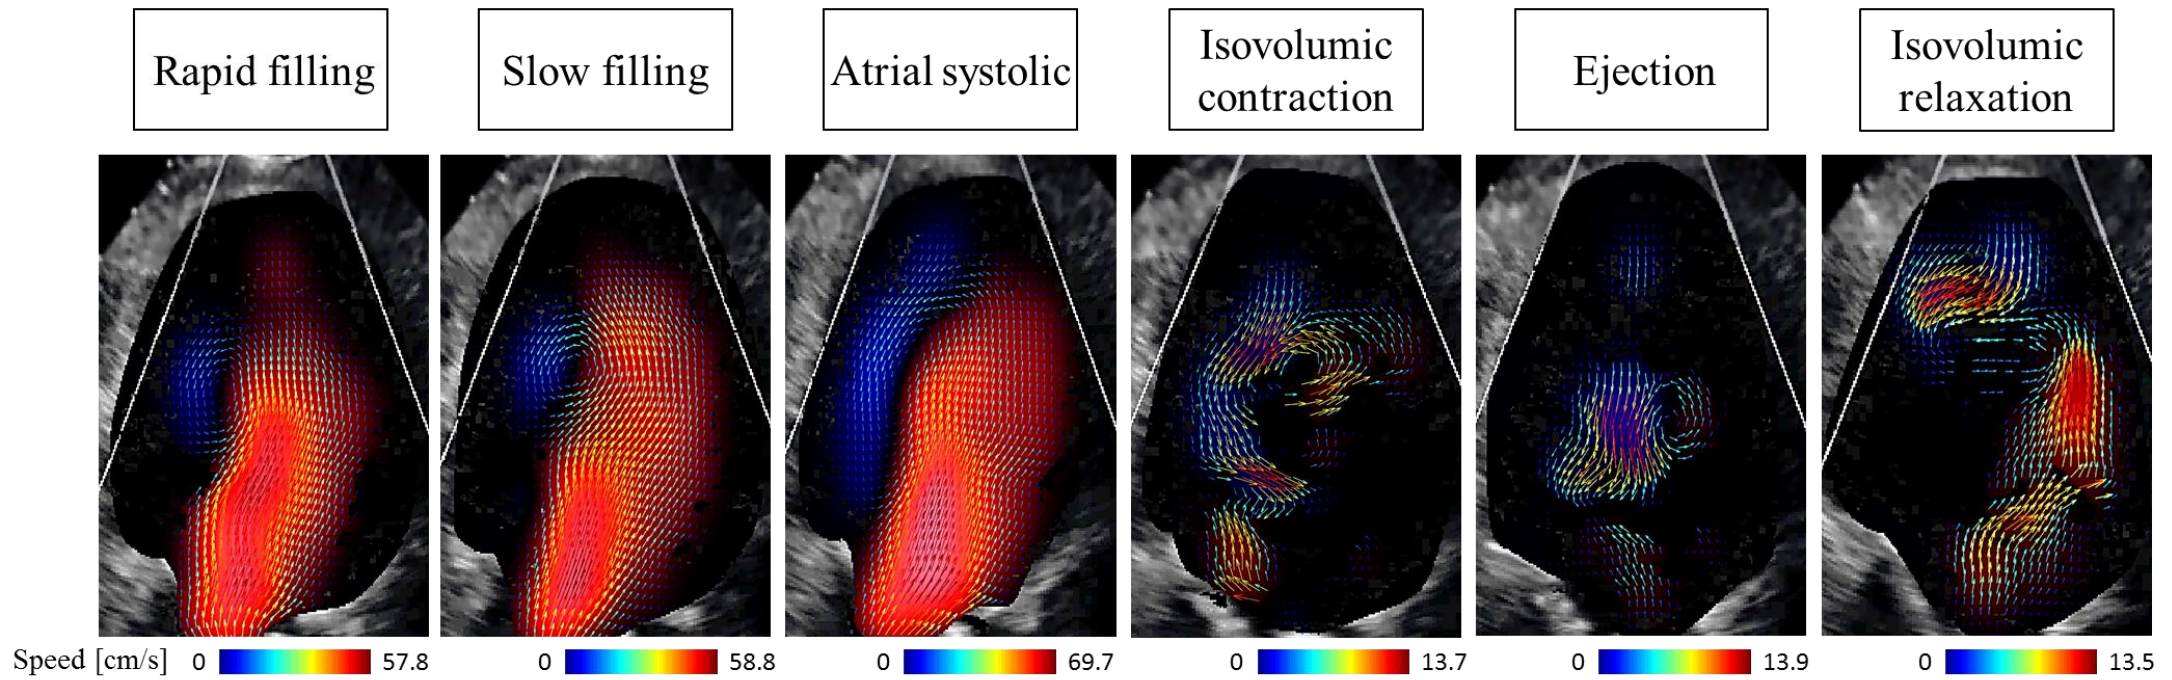 Rapid filling
Slow filling
Atrial systolic
Isovolumic
contraction
Ejection
Isovolumic
relaxation
Speed [cm/s] 0 57.8
0 58.8
0 69.7
0 13.7
0 13.9
0 13.5